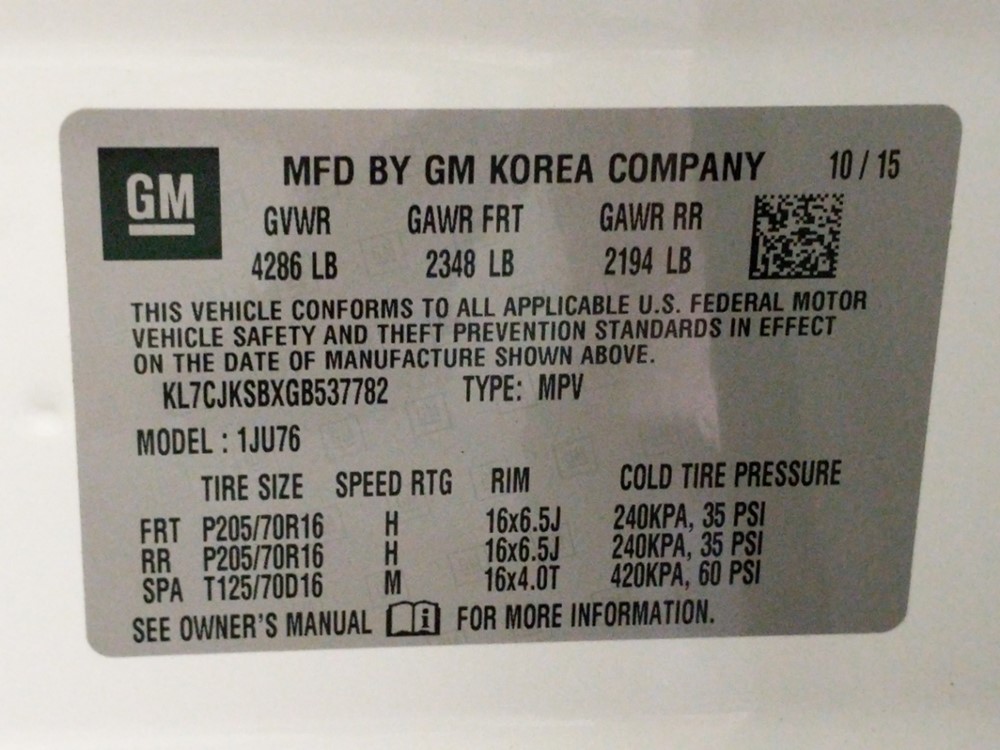 GM
MFD BY GM KOREA COMPANY 10 / 15
GVWR GAWR FRT GAWR RR
4286 LB 2348 LB 2194 LB
THIS VEHICLE CONFORMS TO ALL APPLICABLE U.S. FEDERAL MOTOR
VEHICLE SAFETY AND THEFT PREVENTION STANDARDS IN EFFECT
ON THE DATE OF MANUFACTURE SHOWN ABOVE.
KL7CJKSBXGB537782 TYPE: MPV
MODEL : 1JU76
TIRE SIZE SPEED RTG RIM COLD TIRE PRESSURE
FRT P205/70R16 H 16x6.5J 240KPA, 35 PSI
RR P205/70R16 H 16x6.5J 240KPA, 35 PSI
SPA T125/70D16 M 16x4.0T 420KPA, 60 PSI
SEE OWNER'S MANUAL i FOR MORE INFORMATION.